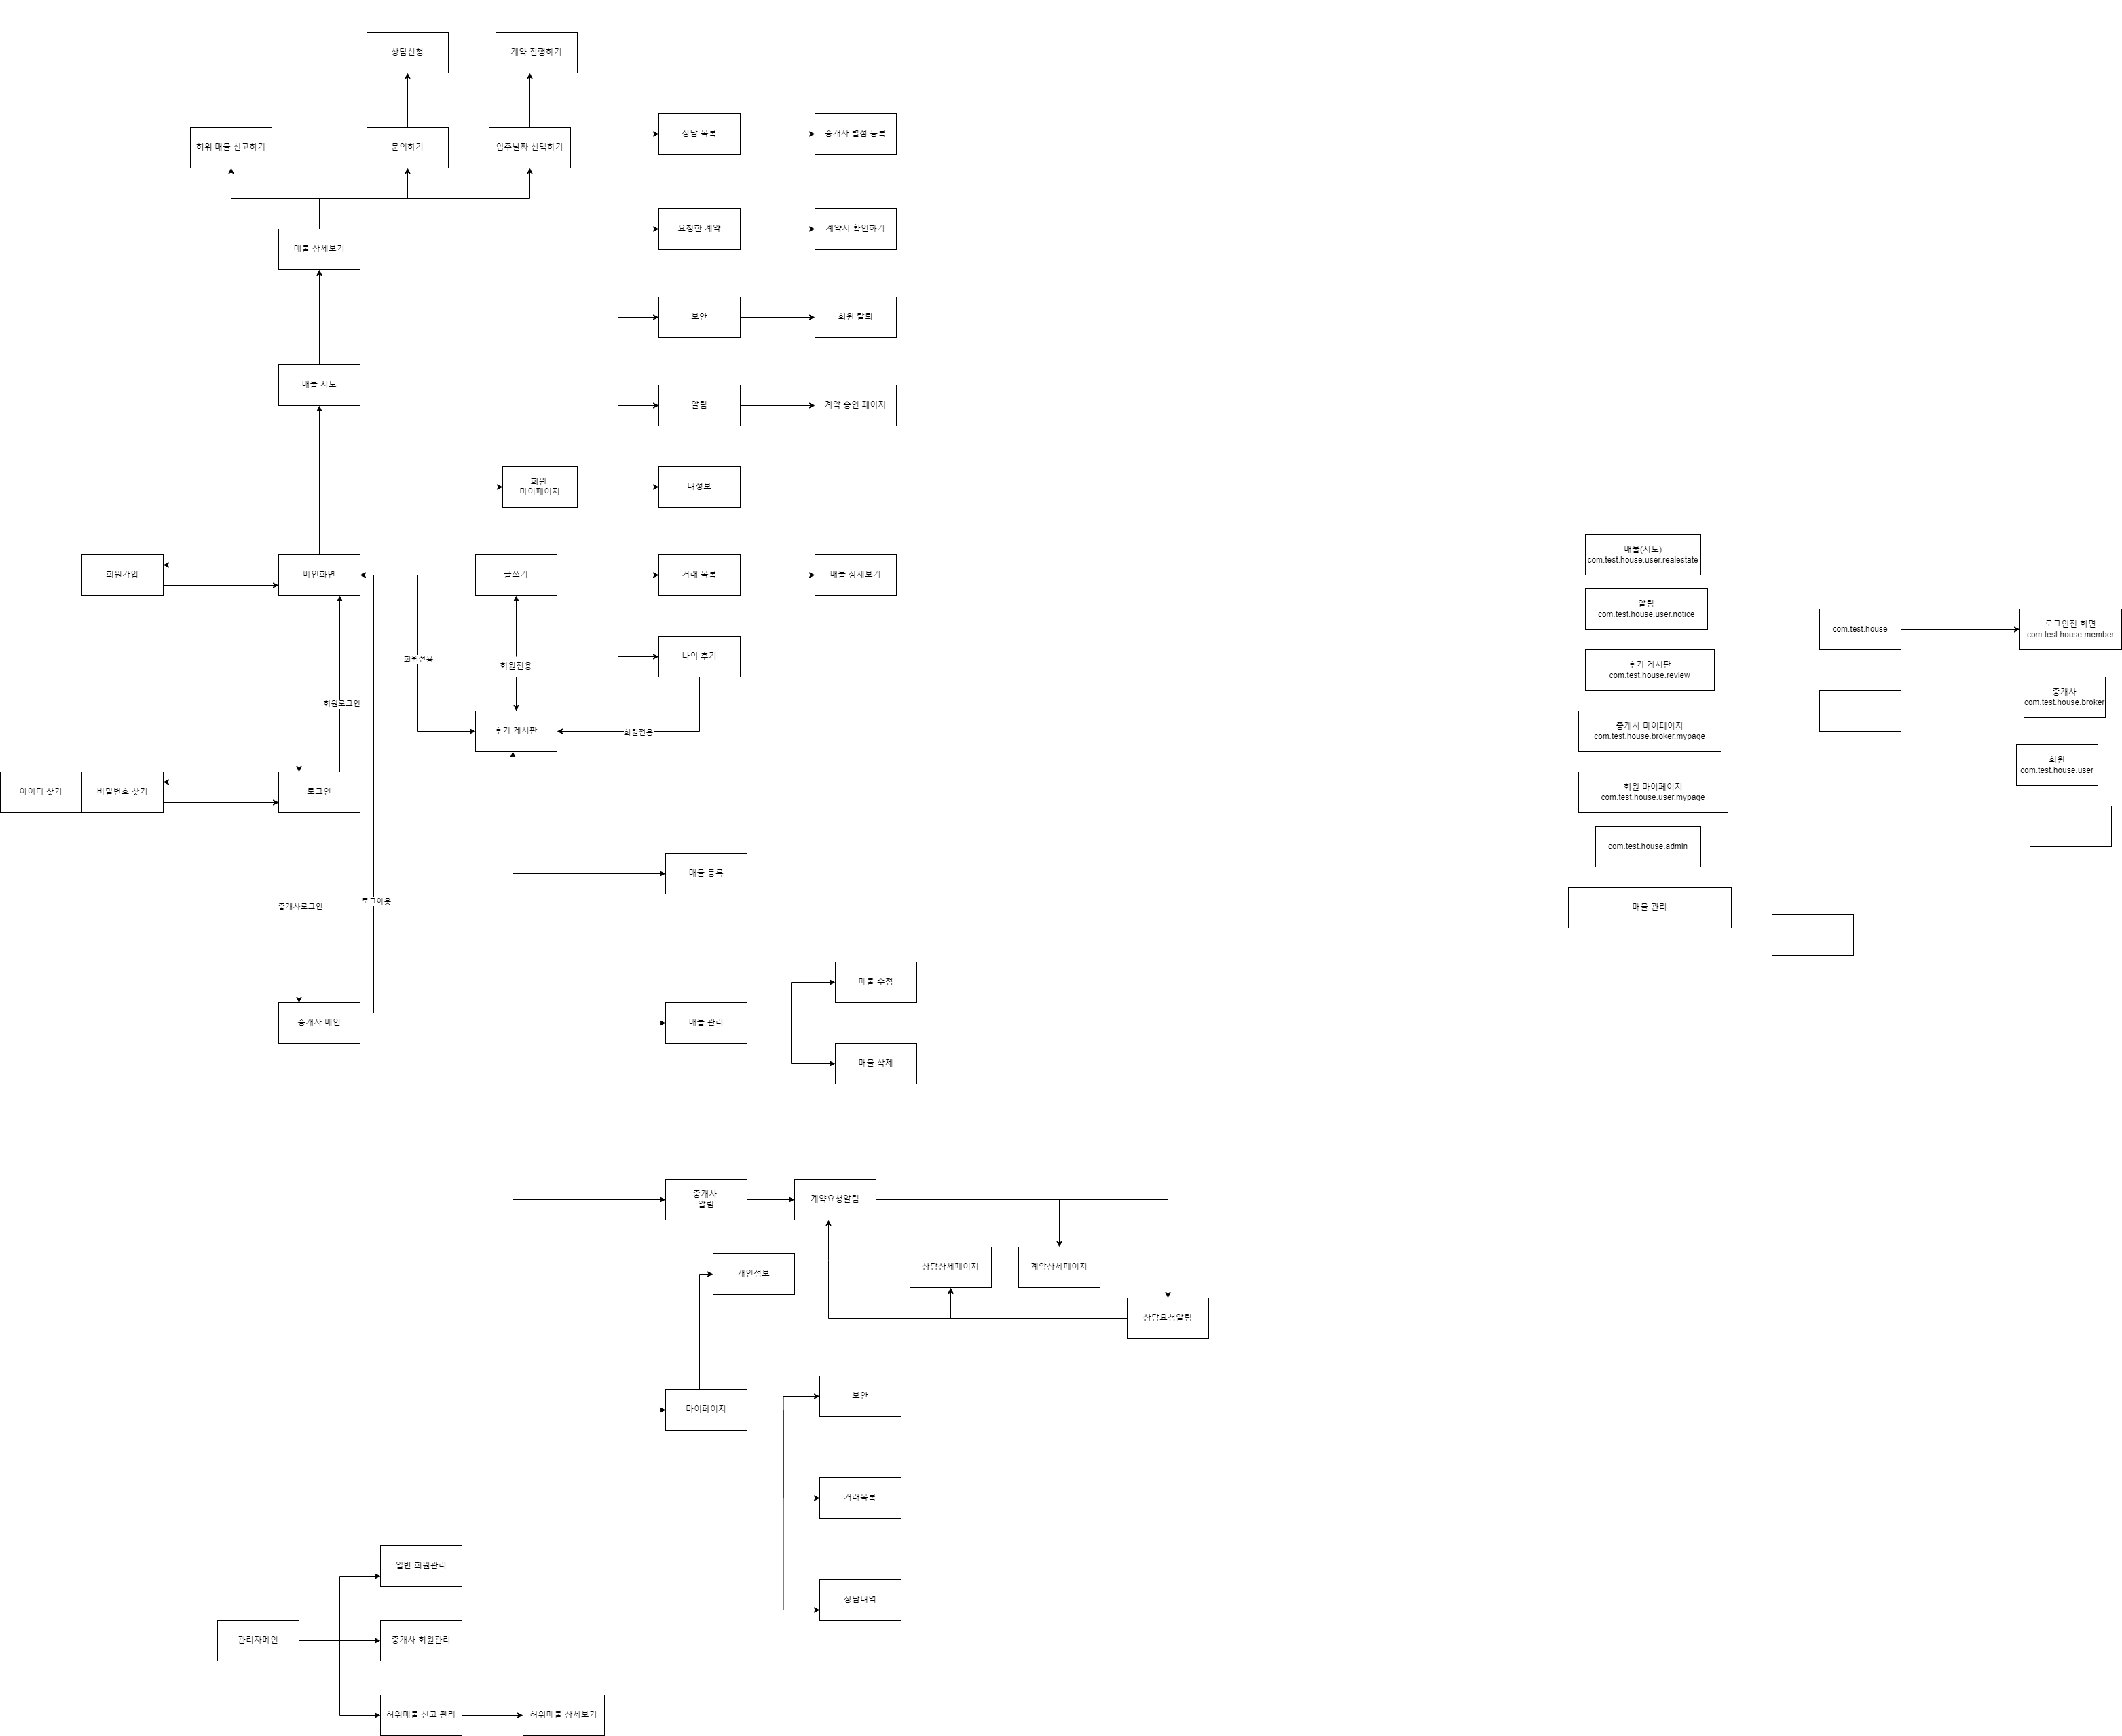 상담신청
계약 진행하기
허위 매물 신고하기
문의하기
입주날짜 선택하기
상담 목록
중개사 별점 등록
요청한 계약
계약서 확인하기
매물 상세보기
보안
회원 탈퇴
매물 지도
알림
계약 승인 페이지
회원
마이페이지
내정보
회원가입
메인화면
글쓰기
거래 목록
매물 상세보기
회원전용
회원전용
나의 후기
회원로그인
후기 게시판
회원전용
아이디 찾기
비밀번호 찾기
로그인
매물 등록
중개사로그인
로그아웃
매물 수정
중개사 메인
매물 관리
매물 삭제
중개사
알림
계약요청알림
개인정보
상담상세페이지
계약상세페이지
상담요청알림
마이페이지
보안
거래목록
상담내역
일반 회원관리
관리자메인
중개사 회원관리
허위매물 신고 관리
허위매물 상세보기
매물(지도)
com.test.house.user.realestate
알림
com.test.house.user.notice
후기 게시판
com.test.house.review
중개사 마이페이지
com.test.house.broker.mypage
회원 마이페이지
com.test.house.user.mypage
com.test.house.admin
매물 관리
com.test.house
로그인전 화면
com.test.house.member
중개사
com.test.house.broker
회원
com.test.house.user